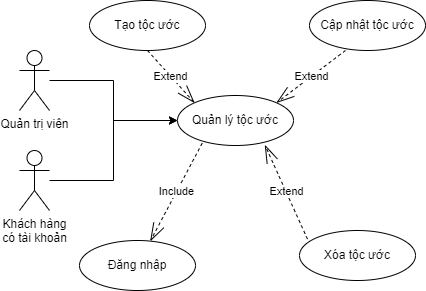 Tạo tộc ước
Cập nhật tộc ước
Extend
Extend
Quản trị viên
Quản lý tộc ước
Include
Extend
Khách hàng
có tài khoản
Đăng nhập
Xóa tộc ước